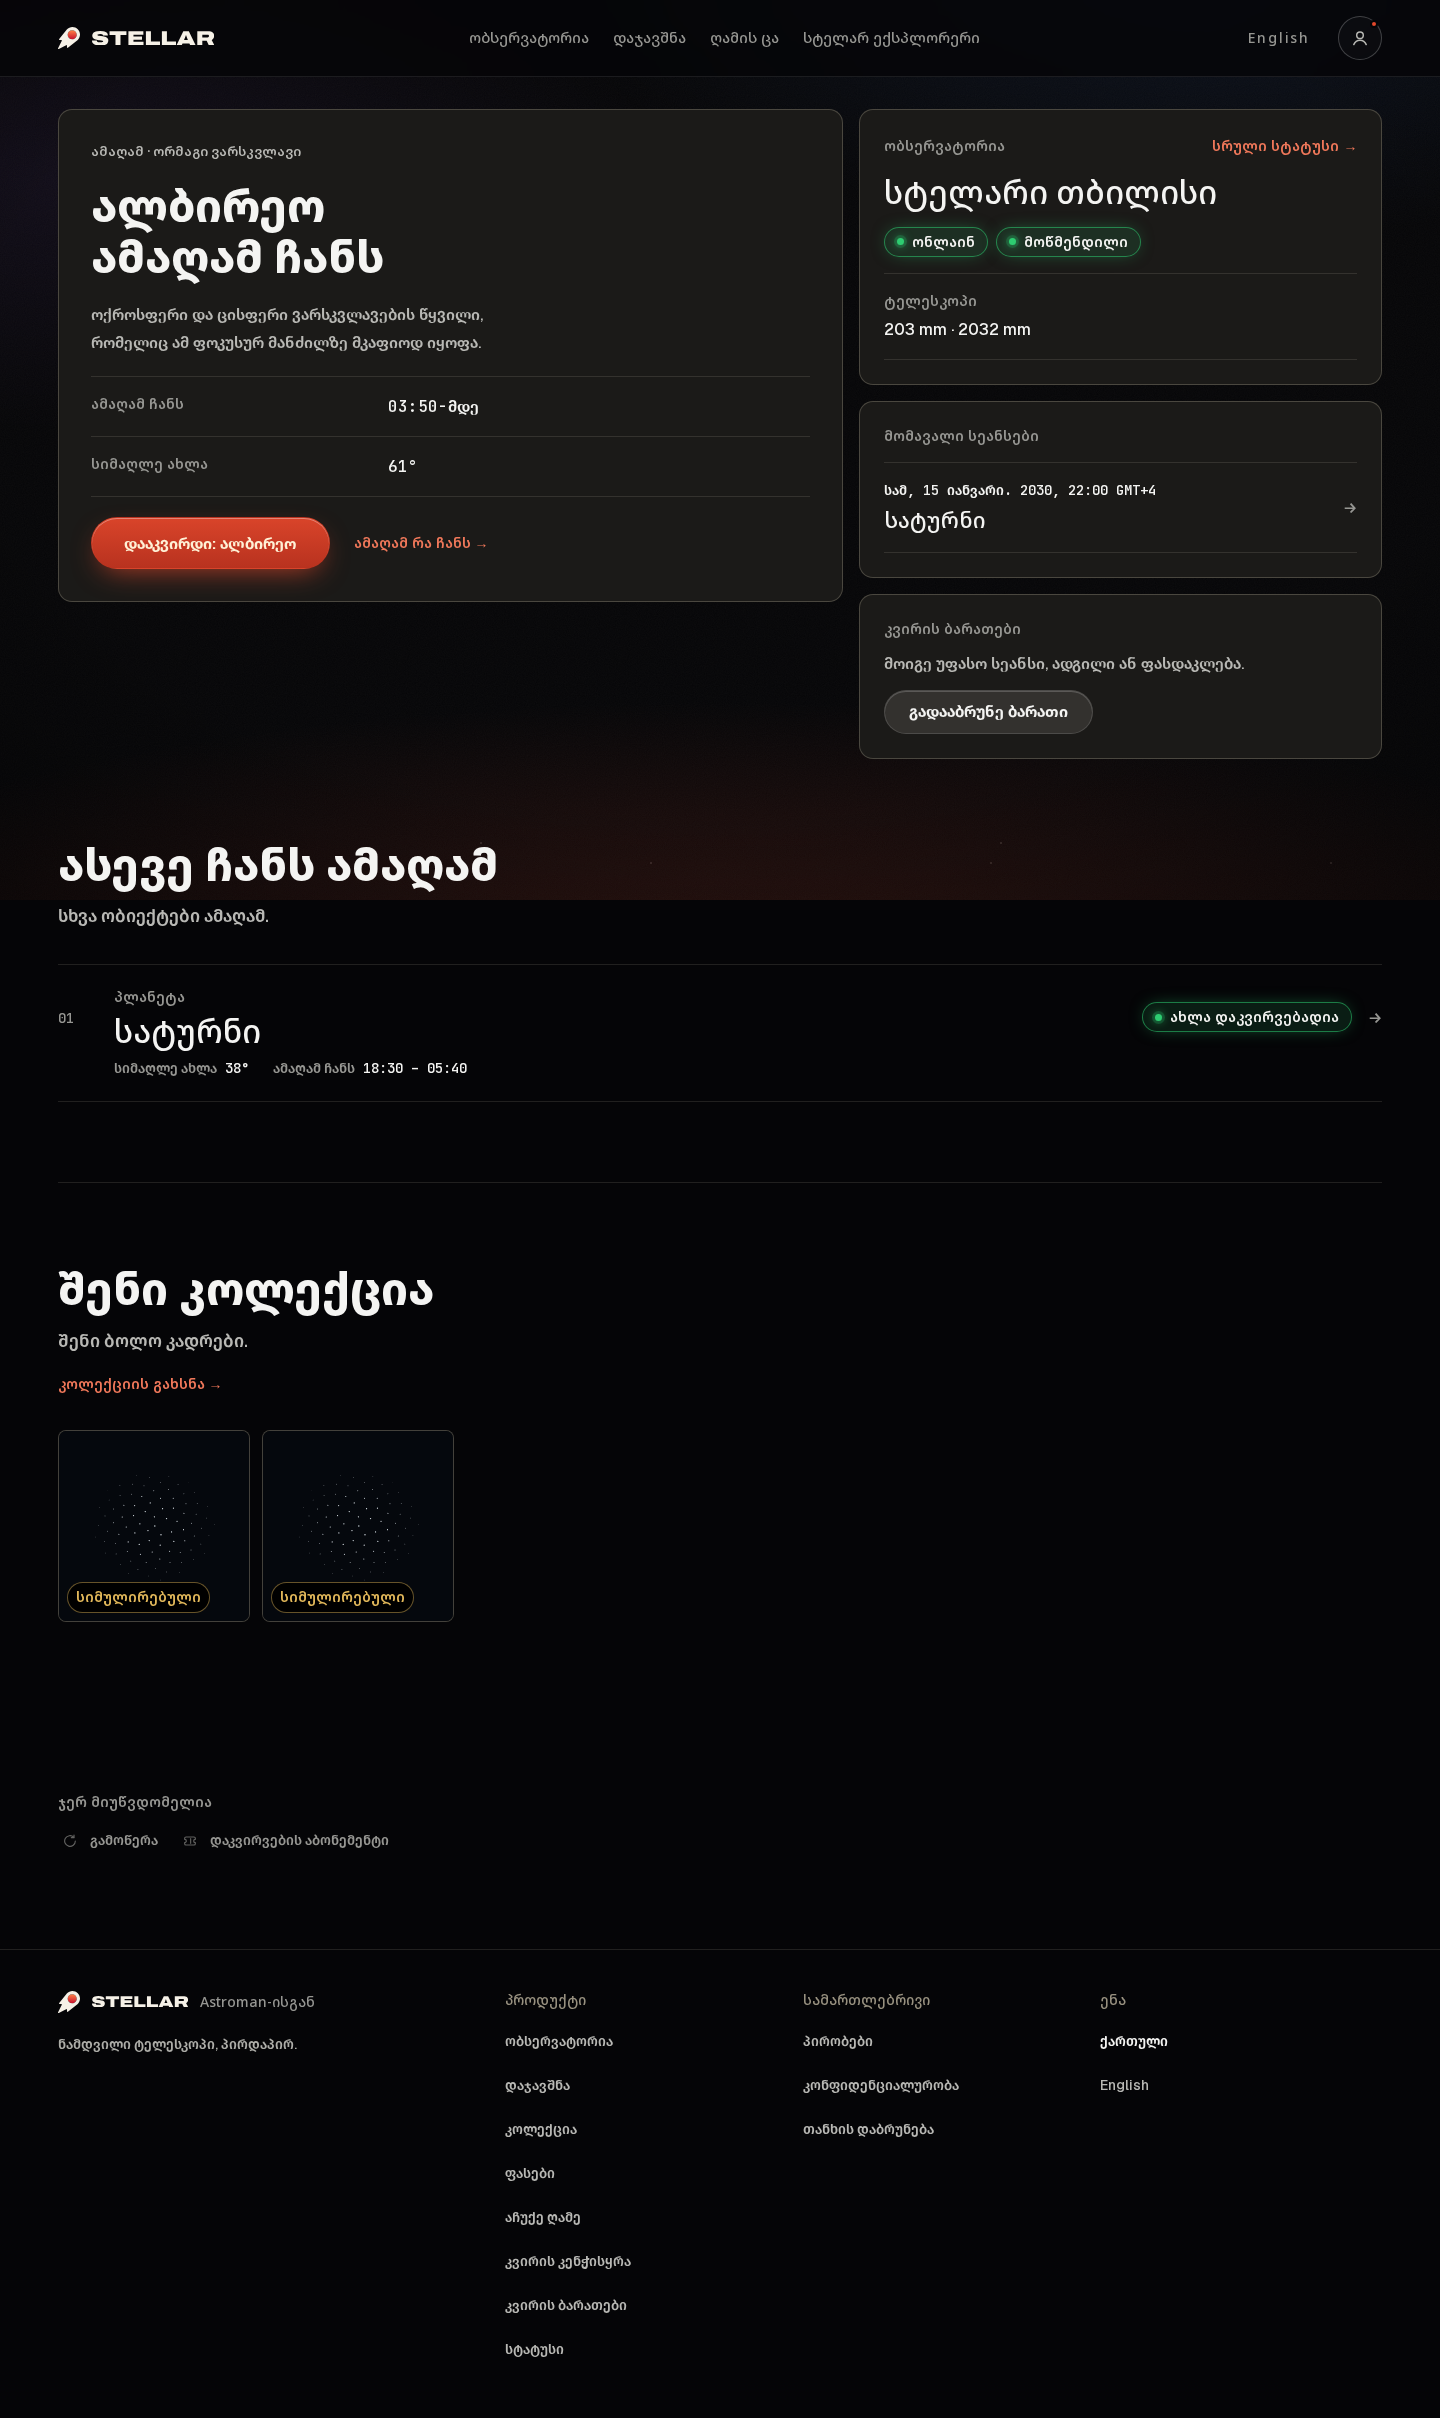 STELLAR
ობსერვატორია დაჯავშნა ღამის ცა სტელარ ექსპლორერი
English
ამაღამ · ორმაგი ვარსკვლავი
ალბირეო
ამაღამ ჩანს
ოქროსფერი და ცისფერი ვარსკვლავების წყვილი,
რომელიც ამ ფოკუსურ მანძილზე მკაფიოდ იყოფა.
ამაღამ ჩანს 03:50-მდე
სიმაღლე ახლა 61°
დააკვირდი: ალბირეო ამაღამ რა ჩანს →
ობსერვატორია სრული სტატუსი →
სტელარი თბილისი
ონლაინ მოწმენდილი
ტელესკოპი
203 mm · 2032 mm
მომავალი სეანსები
სამ, 15 იანვარი. 2030, 22:00 GMT+4
სატურნი
→
კვირის ბარათები
მოიგე უფასო სეანსი, ადგილი ან ფასდაკლება.
გადააბრუნე ბარათი
ასევე ჩანს ამაღამ
სხვა ობიექტები ამაღამ.
01
პლანეტა
სატურნი
სიმაღლე ახლა 38° ამაღამ ჩანს 18:30 – 05:40
ახლა დაკვირვებადია →
შენი კოლექცია
შენი ბოლო კადრები.
კოლექციის გახსნა →
სიმულირებული სიმულირებული
ჯერ მიუწვდომელია
გამოწერა დაკვირვების აბონემენტი
STELLAR Astroman-ისგან
ნამდვილი ტელესკოპი, პირდაპირ.
პროდუქტი
ობსერვატორია
დაჯავშნა
კოლექცია
ფასები
აჩუქე ღამე
კვირის კენჭისყრა
კვირის ბარათები
სტატუსი
სამართლებრივი
პირობები
კონფიდენციალურობა
თანხის დაბრუნება
ენა
ქართული
English